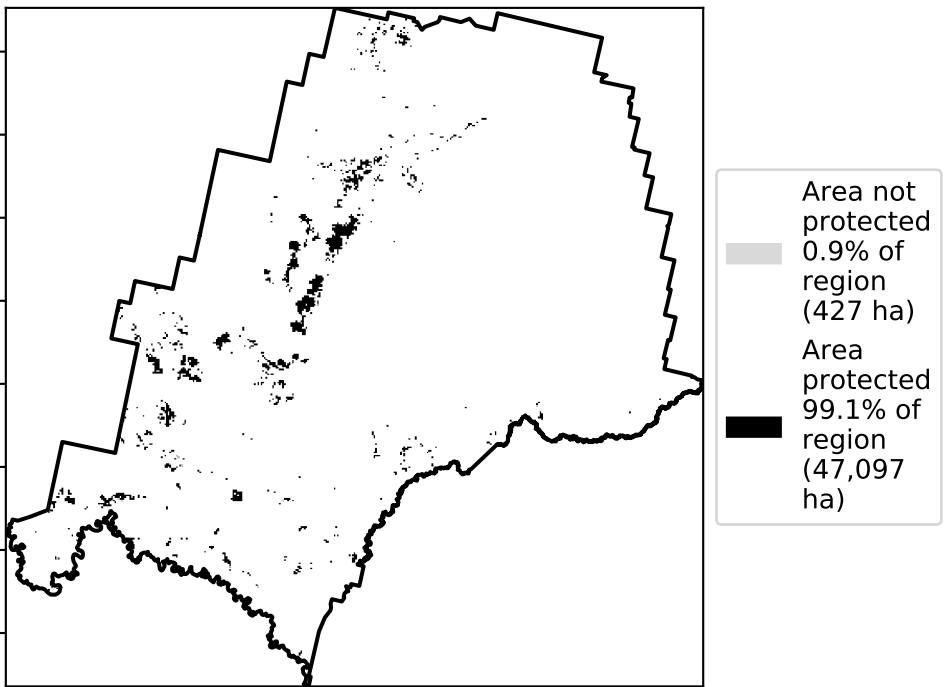 Area not
protected
0.9% of
region
(427 ha)
Area
protected
99.1% of
region
(47,097
ha)